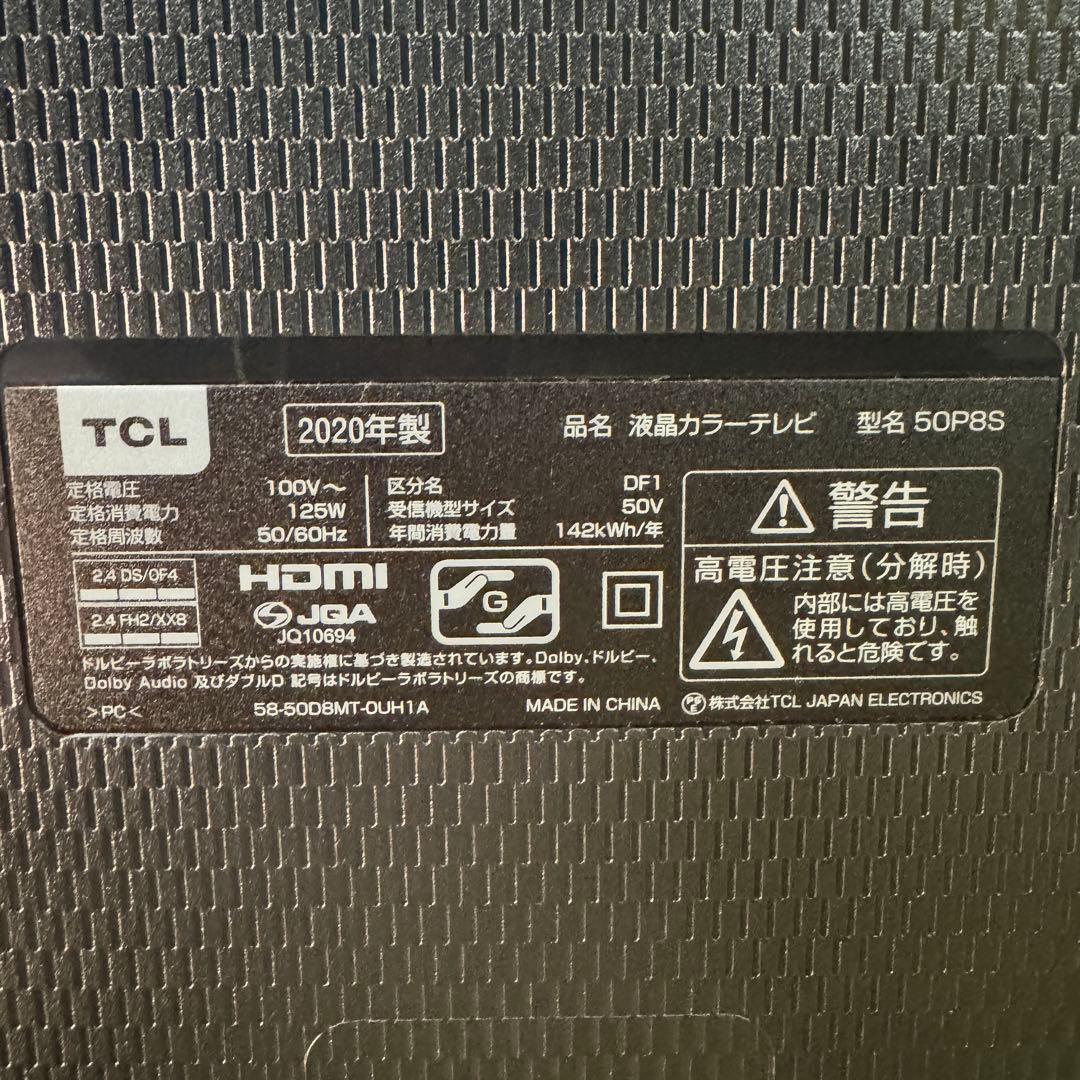 TCL
2020年製
品名 液晶カラーテレビ 型名 50P8S
定格電圧 100V～
定格消費電力 125W
定格周波数 50/60Hz
区分名 DF1
受信機型サイズ 50V
年間消費電力量 142kWh/年
2.4 DS/OF4
2.4 FH2/XX8
HDMI
JQA
JQ10694
G
警告
高電圧注意（分解時）
内部には高電圧を
使用しており、触
れると危険です。
ドルビーラボラトリーズからの実施権に基づき製造されています。Dolby、ドルビー、
Dolby Audio 及びダブルD 記号はドルビーラボラトリーズの商標です。
>PC<
58-50D8MT-0UH1A
MADE IN CHINA
株式会社TCL JAPAN ELECTRONICS